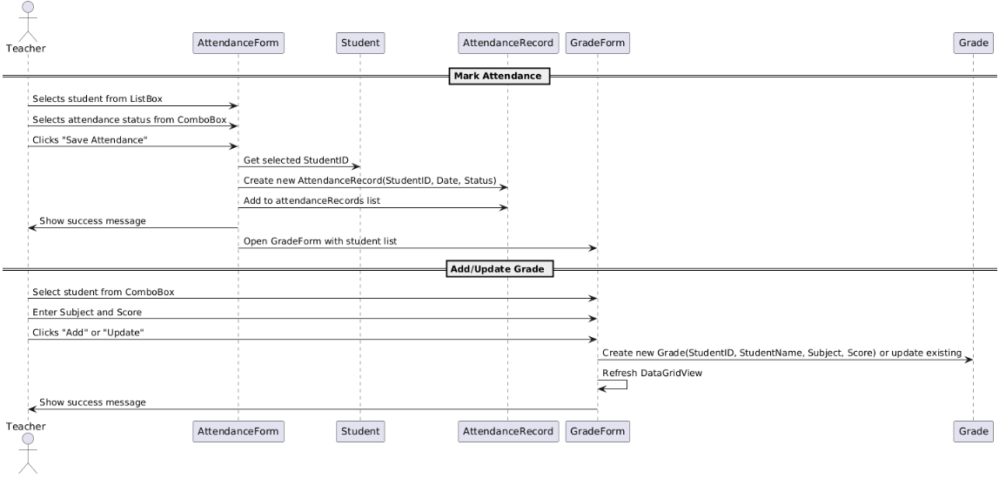 Teacher
AttendanceForm
Student
AttendanceRecord
GradeForm
Grade
Mark Attendance
Selects student from ListBox
Selects attendance status from ComboBox
Clicks "Save Attendance"
Get selected StudentID
Create new AttendanceRecord(StudentID, Date, Status)
Add to attendanceRecords list
Show success message
Open GradeForm with student list
Add/Update Grade
Select student from ComboBox
Enter Subject and Score
Clicks "Add" or "Update"
Create new Grade(StudentID, StudentName, Subject, Score) or update existing
Refresh DataGridView
Show success message
Teacher
AttendanceForm
Student
AttendanceRecord
GradeForm
Grade